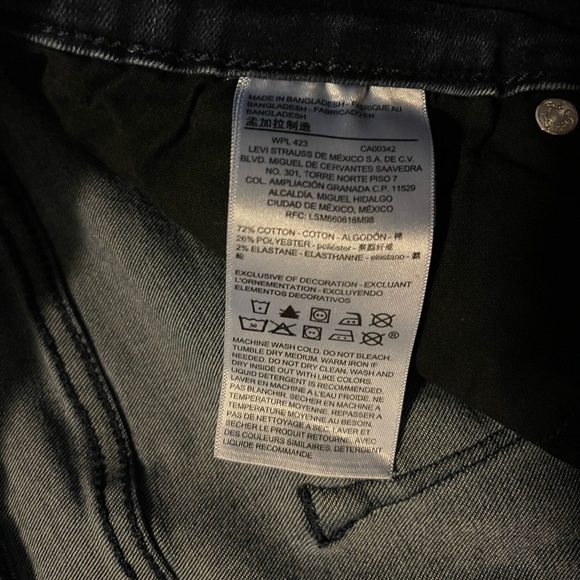 MADE IN BANGLADESH - FABRIQUE AU
BANGLADESH - FABRICADO EN
BANGLADESH
孟加拉制造
WPL 423 CA00342
LEVI STRAUSS DE MÉXICO S.A. DE C.V.
BLVD. MIGUEL DE CERVANTES SAAVEDRA
NO. 301, TORRE NORTE PISO 7
COL. AMPLIACIÓN GRANADA C.P. 11529
ALCALDÍA, MIGUEL HIDALGO
CIUDAD DE MÉXICO, MÉXICO
RFC: LSM660616M98
72% COTTON - COTON - ALGODÓN - 棉
26% POLYESTER - poliéster - 聚酯纤维
2% ELASTANE - ELASTHANNE - elastano - 氨
纶
EXCLUSIVE OF DECORATION - EXCLUANT
L'ORNEMENTATION - EXCLUYENDO
ELEMENTOS DECORATIVOS
®
MACHINE WASH COLD. DO NOT BLEACH.
TUMBLE DRY MEDIUM. WARM IRON IF
NEEDED. DO NOT DRY CLEAN. WASH AND
DRY INSIDE OUT WITH LIKE COLORS.
LIQUID DETERGENT IS RECOMMENDED
LAVER EN MACHINE À L'EAU FROIDE. NE
PAS BLANCHIR. SÉCHER EN MACHINE À
TEMPÉRATURE MOYENNE. REPASSER À
TEMPÉRATURE MOYENNE AU BESOIN.
PAS DE NETTOYAGE À SEC. LAVER ET
SÉCHER LE PRODUIT RETOURNÉ, AVEC
DES COULEURS SIMILAIRES. DÉTERGENT
LIQUIDE RECOMMANDÉ